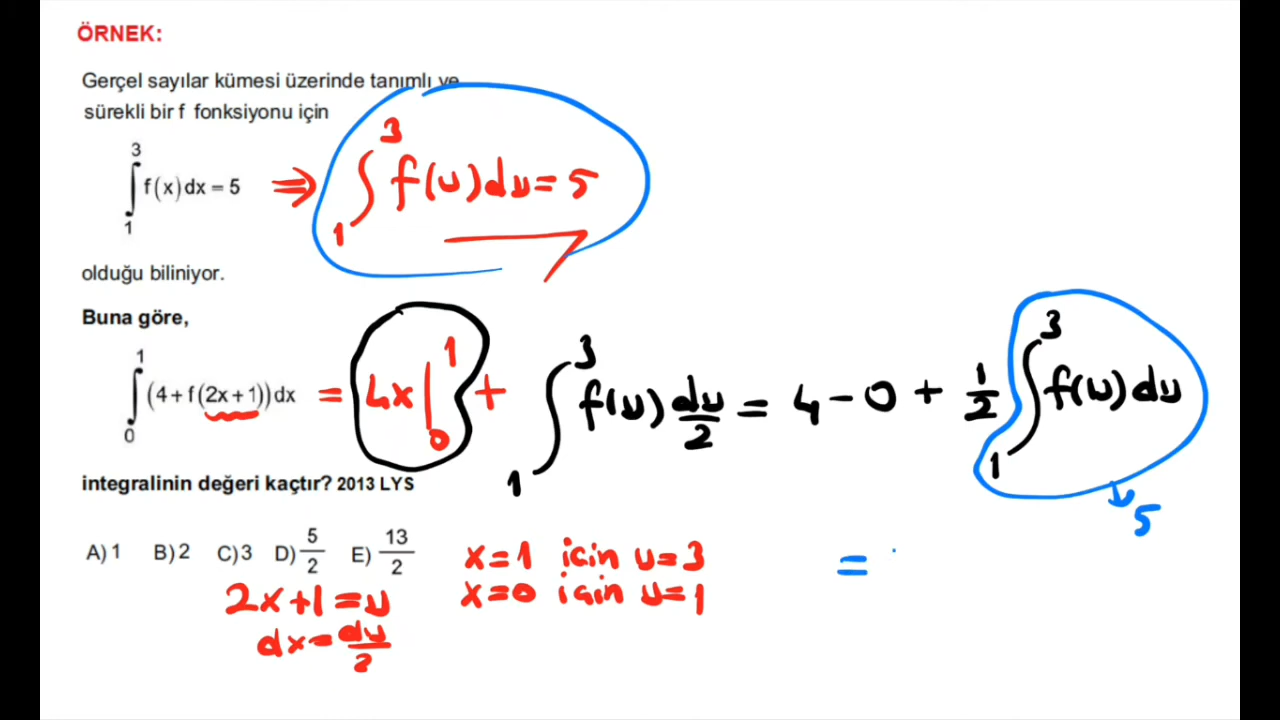 ÖRNEK:
Gerçel sayılar kümesi üzerinde tanımlı ve
sürekli bir f fonksiyonu için
∫₁³ f(x)dx = 5 ⇒ ∫₁³ f(u)du = 5
olduğu biliniyor.
Buna göre,
∫₀¹ (4 + f(2x + 1))dx = 4x |₀¹ + ∫₁³ f(u) du/2 = 4 - 0 + 1/2 ∫₁³ f(u)du
→ 5
integralinin değeri kaçtır? 2013 LYS
A) 1 B) 2 C) 3 D) 5/2 E) 13/2
x=1 için u=3
=
2x+1=u
x=0 için u=1
dx=du/2